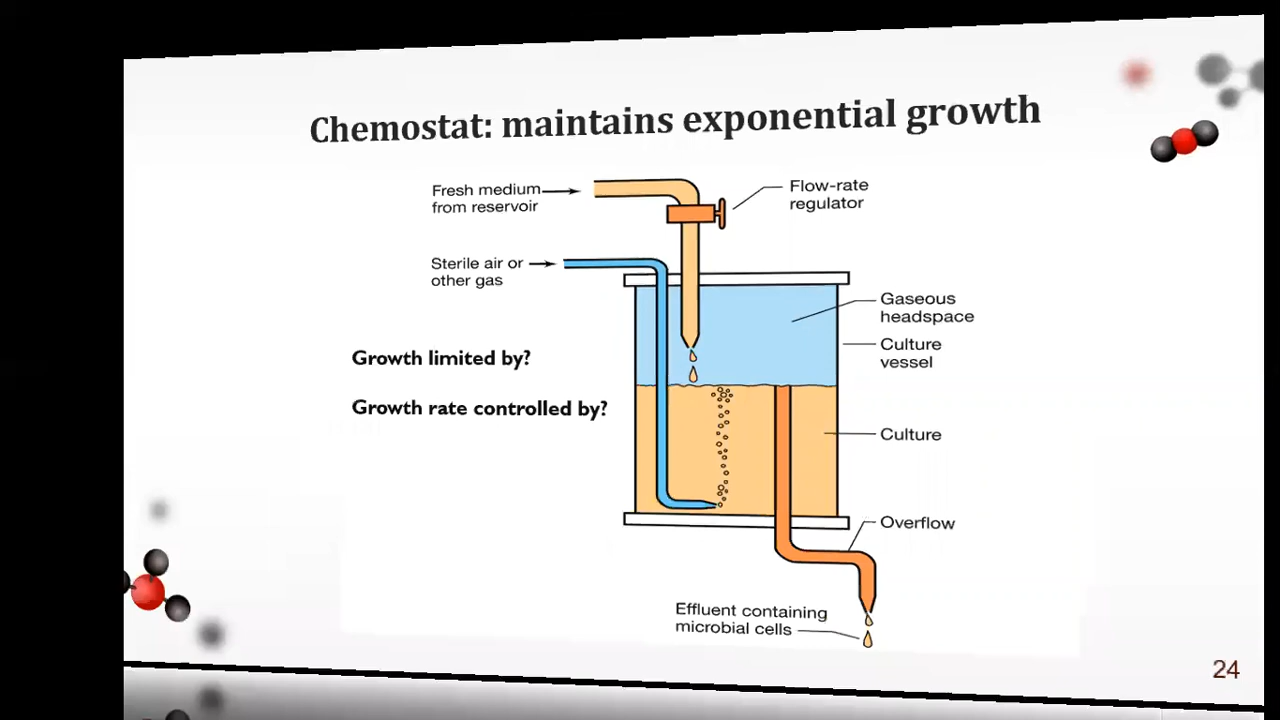 Chemostat: maintains exponential growth
Fresh medium
from reservoir
Flow-rate
regulator
Sterile air or
other gas
Gaseous
headspace
Culture
vessel
Growth limited by?
Growth rate controlled by?
Culture
Overflow
Effluent containing
microbial cells
24